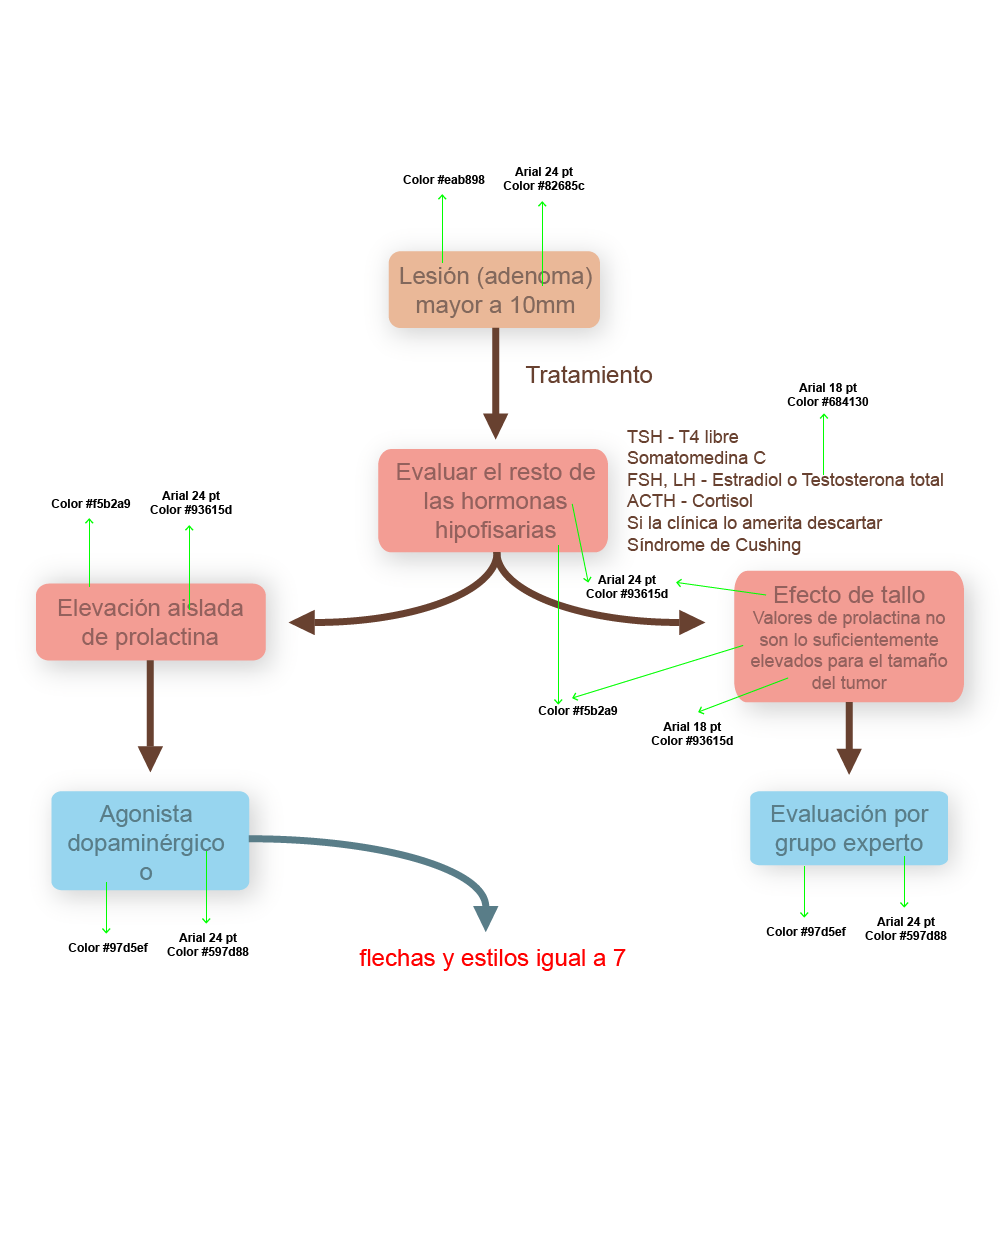 Color #eab898
Arial 24 pt
Color #82685c
Lesión (adenoma)
mayor a 10mm
Tratamiento
Arial 18 pt
Color #684130
TSH - T4 libre
Somatomedina C
FSH, LH - Estradiol o Testosterona total
ACTH - Cortisol
Si la clínica lo amerita descartar
Síndrome de Cushing
Evaluar el resto de
las hormonas
hipofisarias
Color #f5b2a9
Arial 24 pt
Color #93615d
Elevación aislada
de prolactina
Arial 24 pt
Color #93615d
Efecto de tallo
Valores de prolactina no
son lo suficientemente
elevados para el tamaño
del tumor
Color #f5b2a9
Arial 18 pt
Color #93615d
Agonista
dopaminérgico
o
Evaluación por
grupo experto
Color #97d5ef
Arial 24 pt
Color #597d88
Color #97d5ef
Arial 24 pt
Color #597d88
flechas y estilos igual a 7